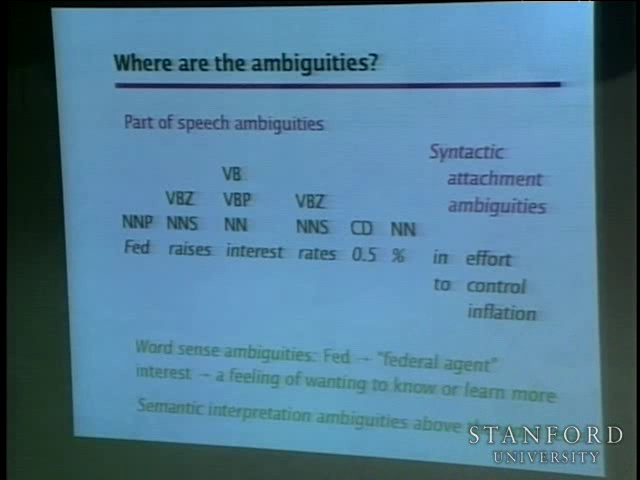 Where are the ambiguities?
Part of speech ambiguities
Syntactic
attachment
ambiguities
VB
VBZ VBP VBZ
NNP NNS NN NNS CD NN
Fed raises interest rates 0.5 % in effort
to control
inflation
Word sense ambiguities: Fed → "federal agent"
interest → a feeling of wanting to know or learn more
Semantic interpretation ambiguities above
STANFORD
UNIVERSITY